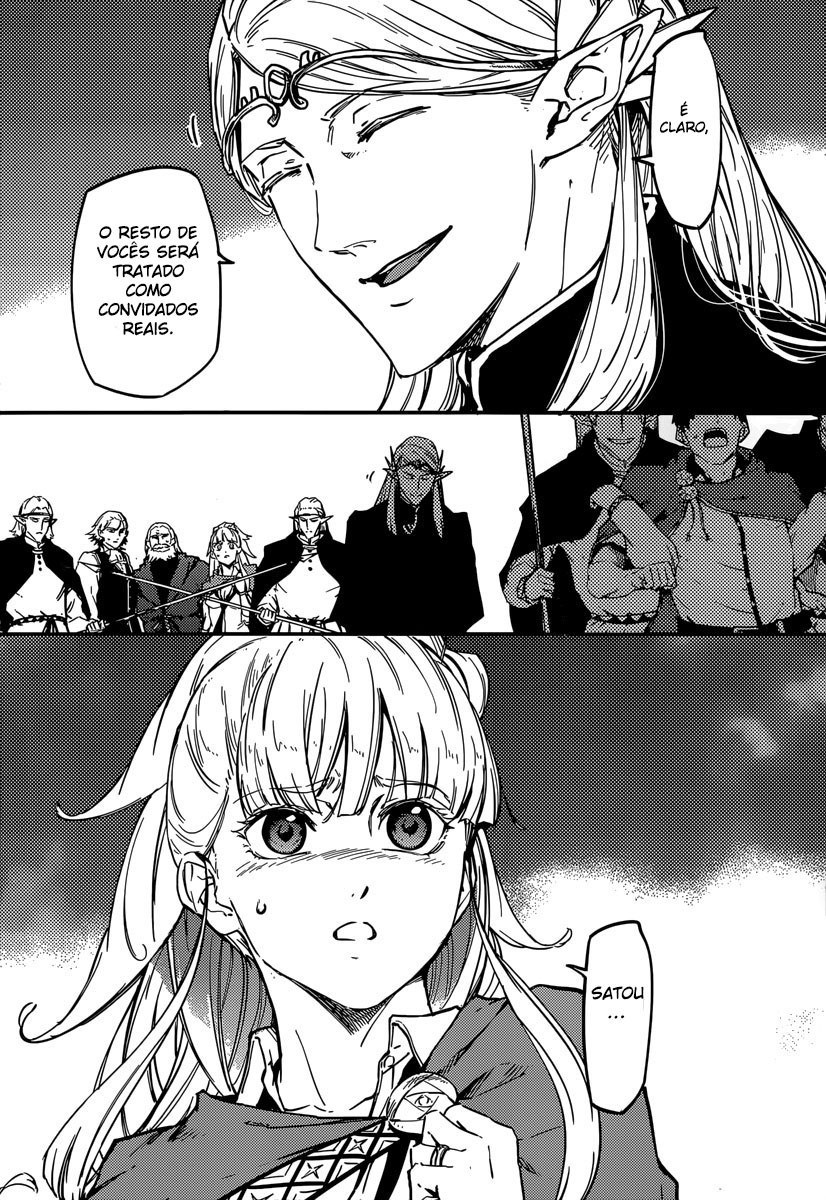 É
CLARO,
O RESTO DE
VOCÊS SERÁ
TRATADO
COMO
CONVIDADOS
REAIS.
SATOU
...